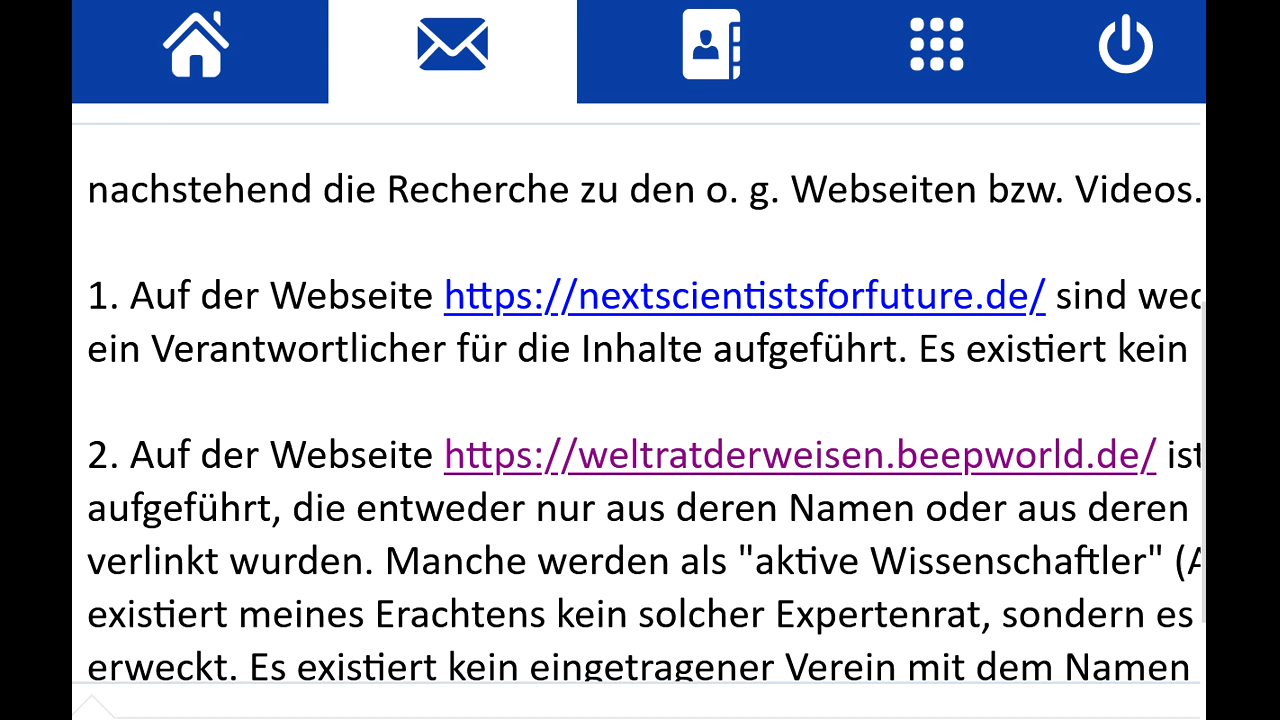 nachstehend die Recherche zu den o. g. Webseiten bzw. Videos.
1. Auf der Webseite https://nextscientistsforfuture.de/ sind
ein Verantwortlicher für die Inhalte aufgeführt. Es existiert kein
2. Auf der Webseite https://weltratderweisen.beepworld.de/ ist
aufgeführt, die entweder nur aus deren Namen oder aus deren
verlinkt wurden. Manche werden als "aktive Wissenschaftler"
existiert meines Erachtens kein solcher Expertenrat, sondern es
erweckt. Es existiert kein eingetragener Verein mit dem Namen